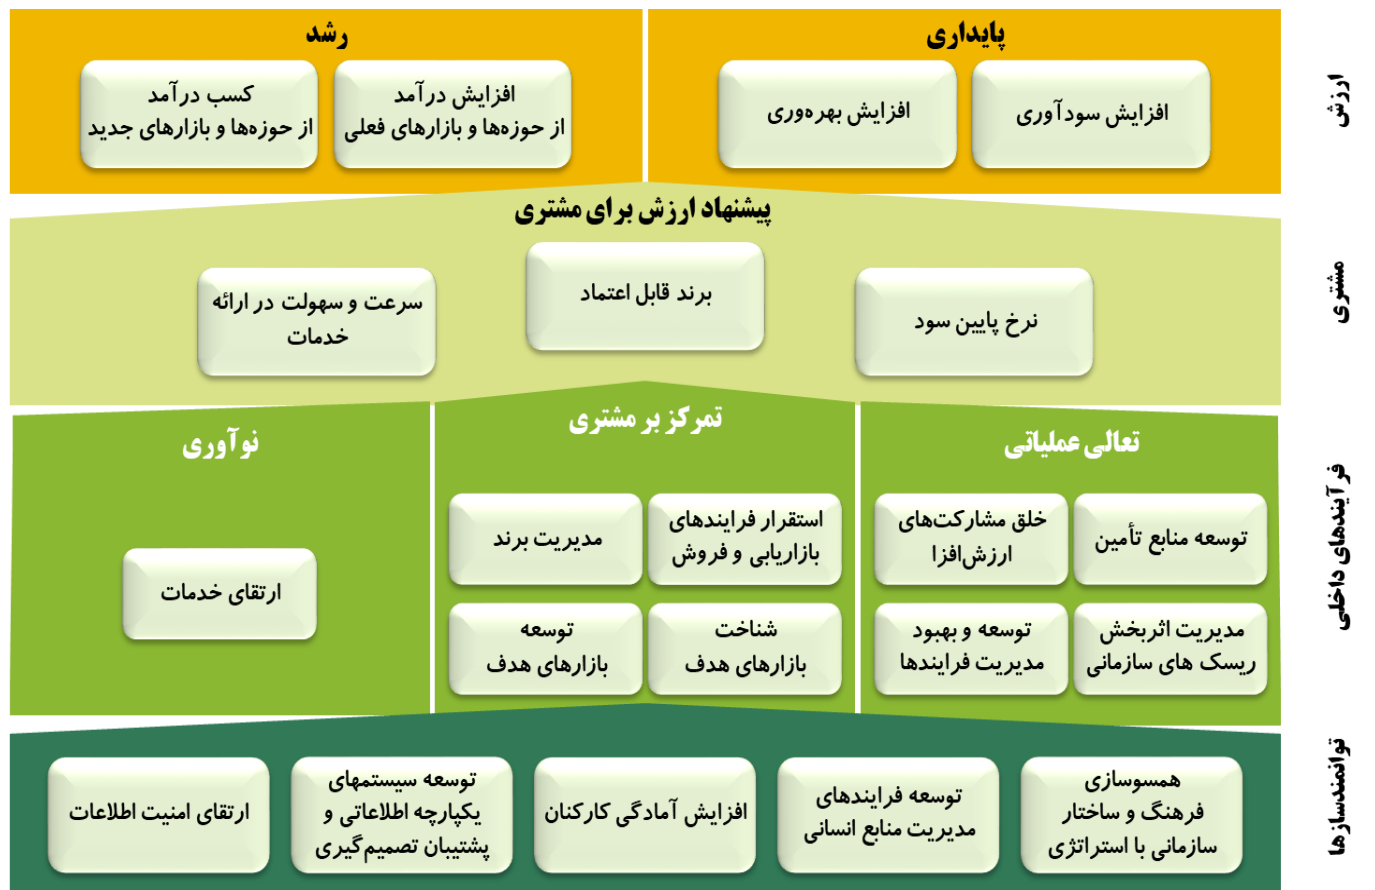 ارزش
پایداری
افزایش سودآوری
افزایش بهره‌وری
رشد
افزایش درآمد
از حوزه‌ها و بازارهای فعلی
کسب درآمد
از حوزه‌ها و بازارهای جدید
مشتری
پیشنهاد ارزش برای مشتری
نرخ پایین سود
برند قابل اعتماد
سرعت و سهولت در ارائه
خدمات
فرآیندهای داخلی
تعالی عملیاتی
توسعه منابع تأمین
خلق مشارکت‌های
ارزش‌افزا
مدیریت اثربخش
ریسک های سازمانی
توسعه و بهبود
مدیریت فرایندها
تمرکز بر مشتری
استقرار فرایندهای
بازاریابی و فروش
مدیریت برند
شناخت
بازارهای هدف
توسعه
بازارهای هدف
نوآوری
ارتقای خدمات
توانمندسازها
همسوسازی
فرهنگ و ساختار
سازمانی با استراتژی
توسعه فرایندهای
مدیریت منابع انسانی
افزایش آمادگی کارکنان
توسعه سیستمهای
یکپارچه اطلاعاتی و
پشتیبان تصمیم‌گیری
ارتقای امنیت اطلاعات